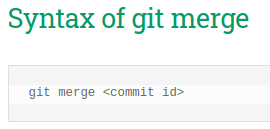 Syntax of git merge
git merge <commit id>